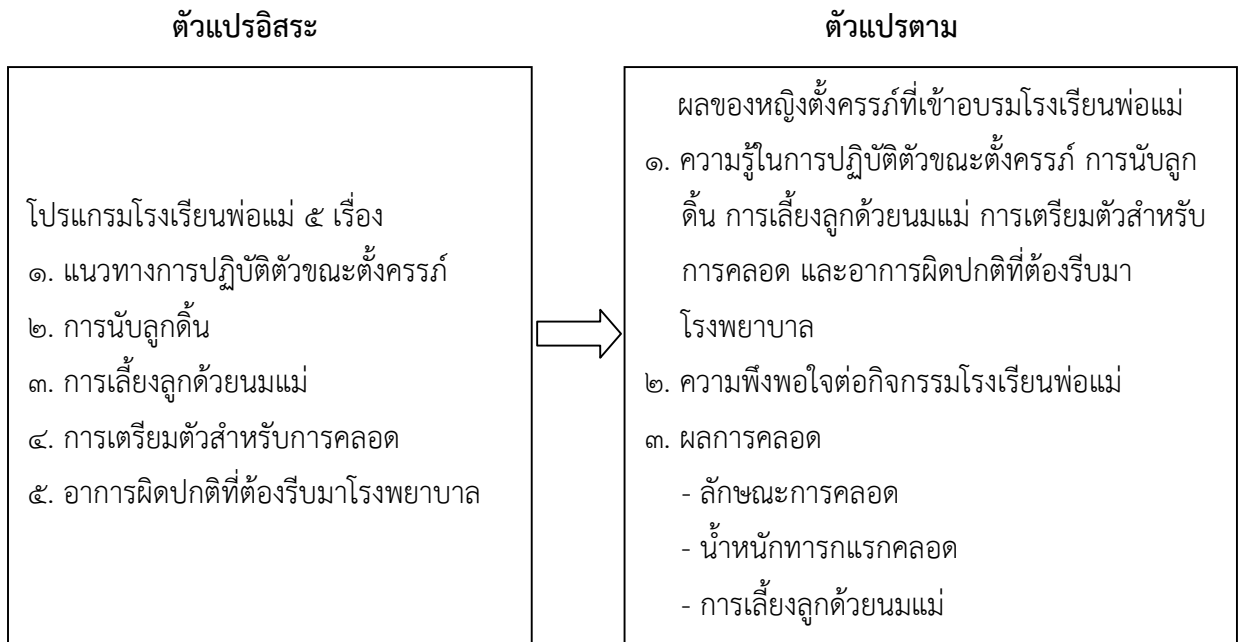 ตัวแปรอิสระ
โปรแกรมโรงเรียนพ่อแม่ ๕ เรื่อง
๑. แนวทางการปฏิบัติตัวขณะตั้งครรภ์
๒. การนับลูกดิ้น
๓. การเลี้ยงลูกด้วยนมแม่
๔. การเตรียมตัวสำหรับการคลอด
๕. อาการผิดปกติที่ต้องรีบมาโรงพยาบาล
ตัวแปรตาม
ผลของหญิงตั้งครรภ์ที่เข้าอบรมโรงเรียนพ่อแม่
๑. ความรู้ในการปฏิบัติตัวขณะตั้งครรภ์ การนับลูก
ดิ้น การเลี้ยงลูกด้วยนมแม่ การเตรียมตัวสำหรับ
การคลอด และอาการผิดปกติที่ต้องรีบมา
โรงพยาบาล
๒. ความพึงพอใจต่อกิจกรรมโรงเรียนพ่อแม่
๓. ผลการคลอด
- ลักษณะการคลอด
- น้ำหนักทารกแรกคลอด
- การเลี้ยงลูกด้วยนมแม่